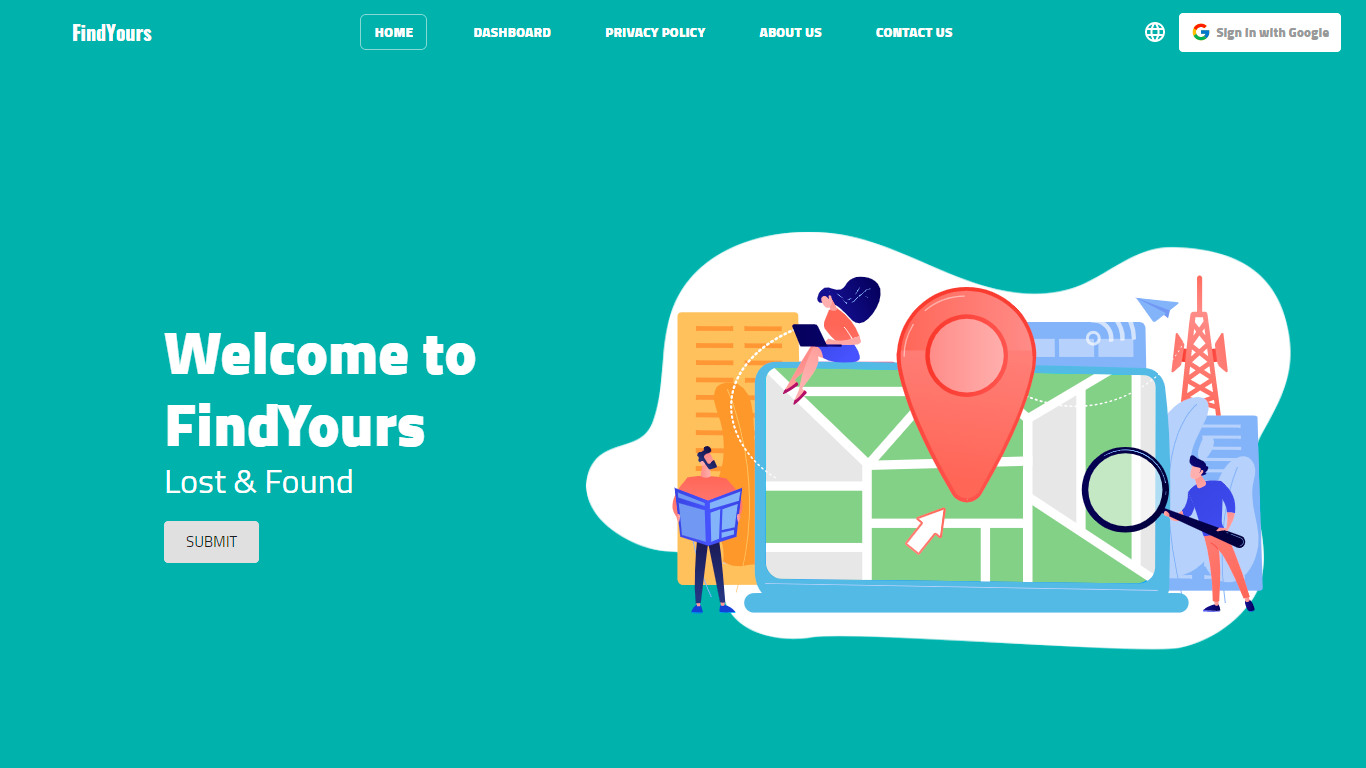 FindYours
HOME DASHBOARD PRIVACY POLICY ABOUT US CONTACT US
Sign in with Google
Welcome to
FindYours
Lost & Found
SUBMIT